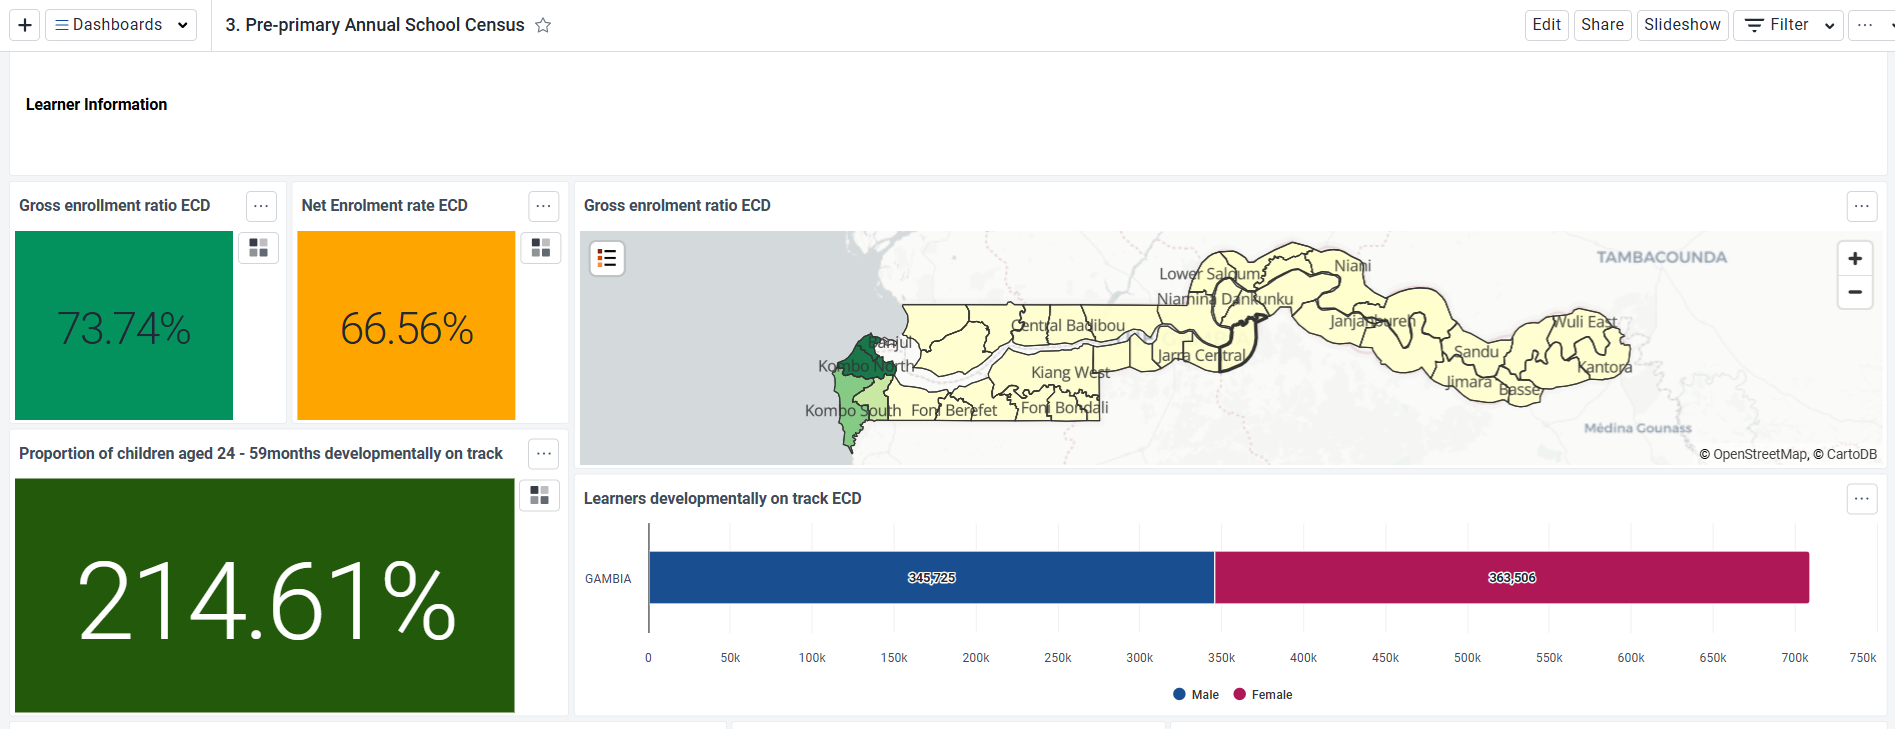 + Dashboards 3. Pre-primary Annual School Census Edit Share Slideshow Filter ...
Learner Information
Gross enrollment ratio ECD ...
73.74%
Net Enrolment rate ECD ...
66.56%
Gross enrolment ratio ECD ...
TAMBACOUNDA
Niani
Lower Saloum
Niamina Dankunku
Janjanbureh
Wuli East
Central Badibou
Banjul
Jarra Central
Sandu
Kombo North
Kiang West
Kantora
Jimara
Basse
Kombo South
Foni Berefet
Foni Bondali
Médina Gounass
+
−
© OpenStreetMap, © CartoDB
Proportion of children aged 24 - 59months developmentally on track ...
214.61%
Learners developmentally on track ECD ...
GAMBIA
345,725
363,506
0 50k 100k 150k 200k 250k 300k 350k 400k 450k 500k 550k 600k 650k 700k 750k
Male Female